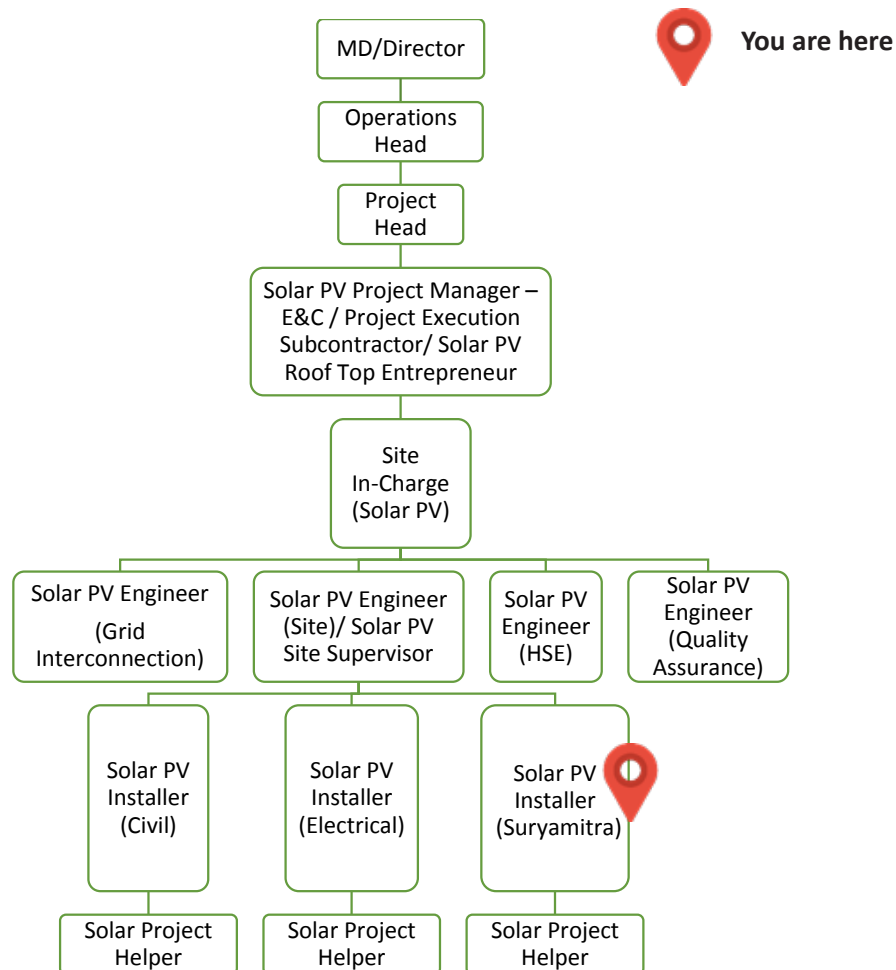 MD/Director
You are here
Operations
Head
Project
Head
Solar PV Project Manager –
E&C / Project Execution
Subcontractor/ Solar PV
Roof Top Entrepreneur
Site
In-Charge
(Solar PV)
Solar PV Engineer
(Grid
Interconnection)
Solar PV Engineer
(Site)/ Solar PV
Site Supervisor
Solar PV
Engineer
(HSE)
Solar PV
Engineer
(Quality
Assurance)
Solar PV
Installer
(Civil)
Solar PV
Installer
(Electrical)
Solar PV
Installer
(Suryamitra)
Solar Project
Helper
Solar Project
Helper
Solar Project
Helper